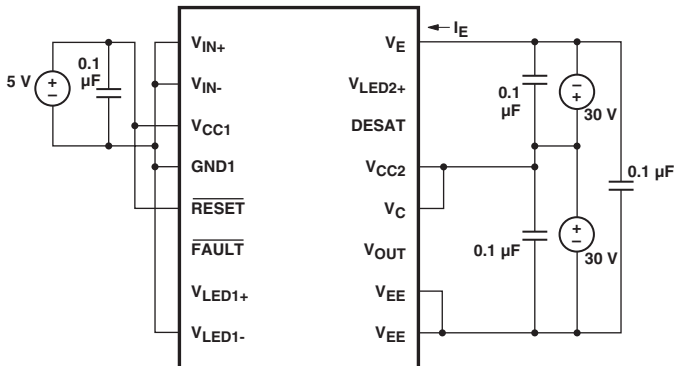 5 V
0.1
µF
V_IN+
V_IN-
V_CC1
GND1
RESET
FAULT
V_LED1+
V_LED1-
V_E
V_LED2+
DESAT
V_CC2
V_C
V_OUT
V_EE
V_EE
I_E
0.1
µF
30 V
0.1 µF
0.1 µF
30 V